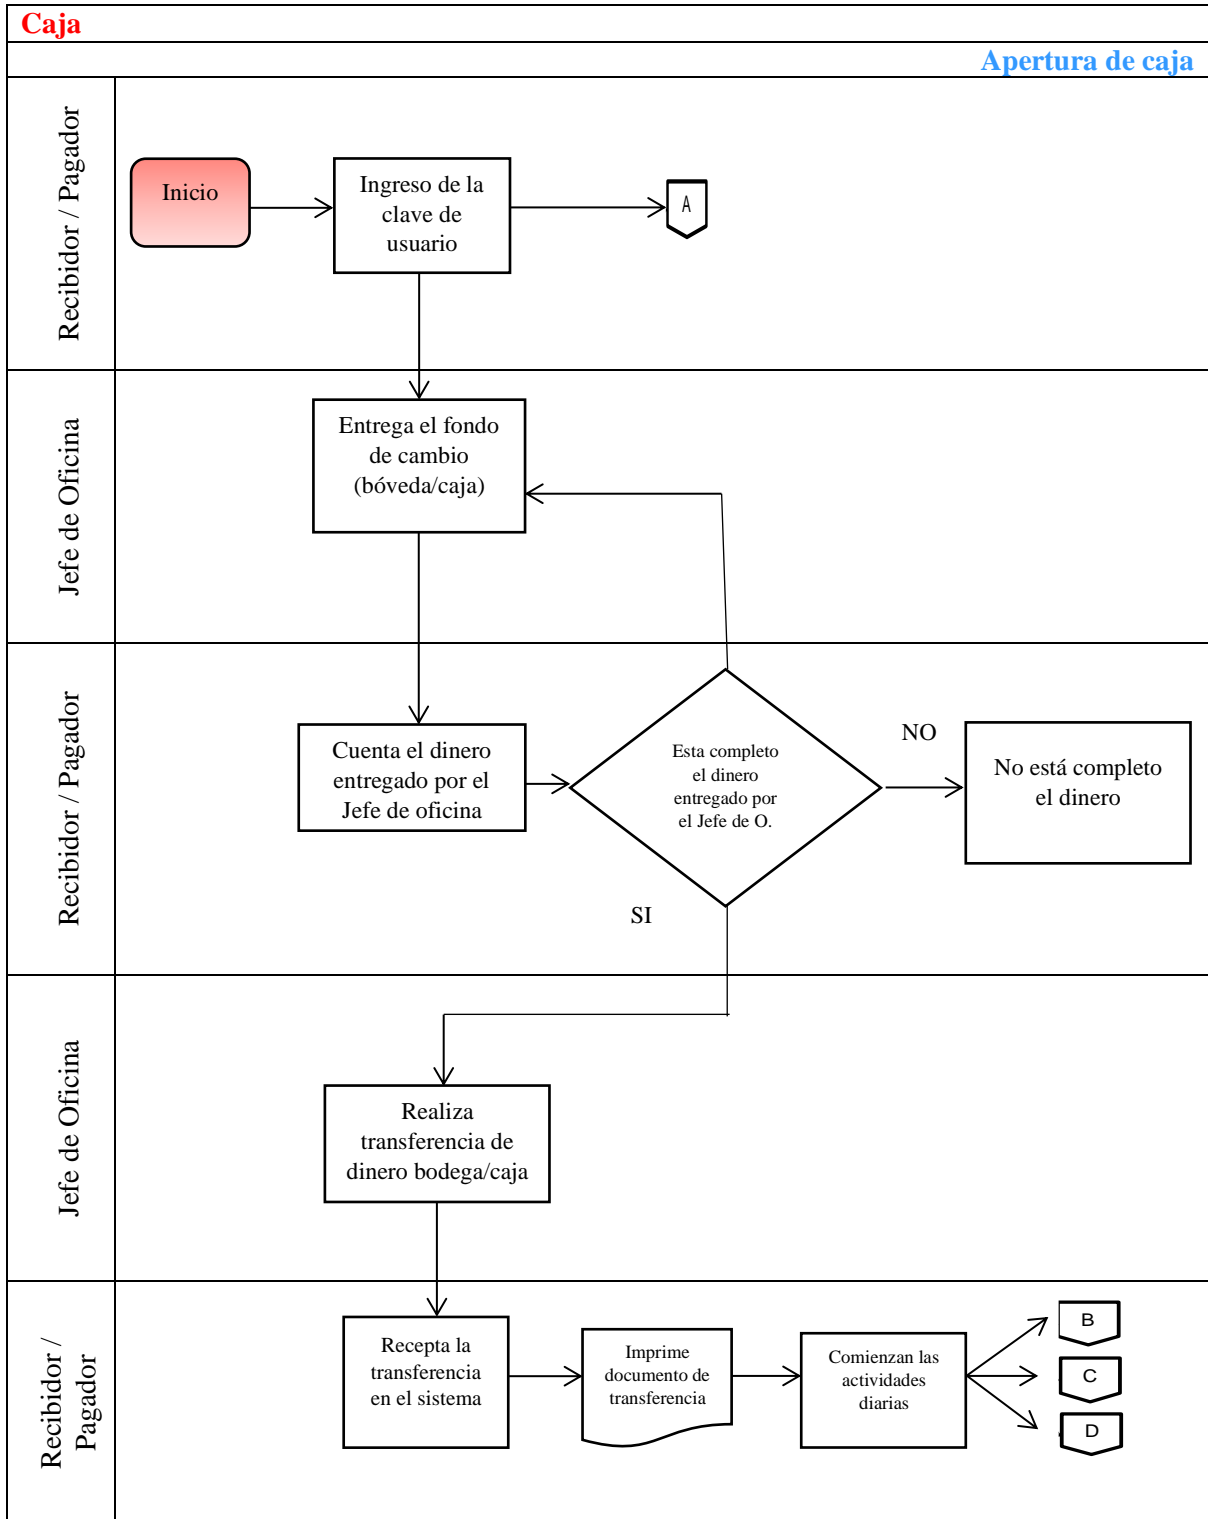 Caja
Apertura de caja
Recibidor / Pagador
Inicio
Ingreso de la
clave de
usuario
A
Jefe de Oficina
Entrega el fondo
de cambio
(bóveda/caja)
Recibidor / Pagador
Cuenta el dinero
entregado por el
Jefe de oficina
Esta completo
el dinero
entregado por
el Jefe de O.
NO
No está completo
el dinero
SI
Jefe de Oficina
Realiza
transferencia de
dinero bodega/caja
Recibidor /
Pagador
Recepta la
transferencia
en el sistema
Imprime
documento de
transferencia
Comienzan las
actividades
diarias
B
C
D